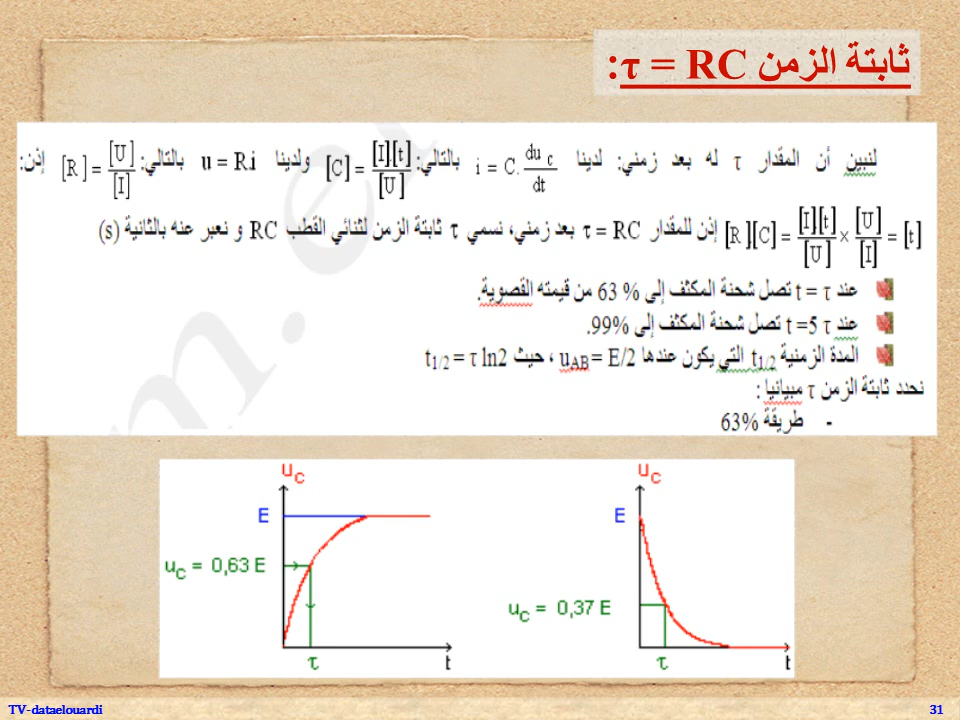 ثابتة الزمن τ = RC:
لنبين أن المقدار τ له بعد زمني: لدينا i = C. du_C/dt بالتالي: [C] = [I][t]/[U] ولدينا u = R.i بالتالي: [R] = [U]/[I] إذن:
[R][C] = [I][t]/[U] × [U]/[I] = [t] إذن للمقدار τ = RC بعد زمني، نسمي τ ثابتة الزمن لثنائي القطب RC و نعبر عنه بالثانية (s)
عند t = τ تصل شحنة المكثف إلى % 63 من قيمته القصوية.
عند t =5 τ تصل شحنة المكثف إلى 99%.
المدة الزمنية t1/2 التي يكون عندها uAB= E/2 ، حيث t1/2 = τ ln2
نحدد ثابتة الزمن τ مبيانيا :
- طريقة 63%
uC
E
uC = 0,63 E
τ
t
uC
E
uC = 0,37 E
τ
t
TV-dataelouardi
31